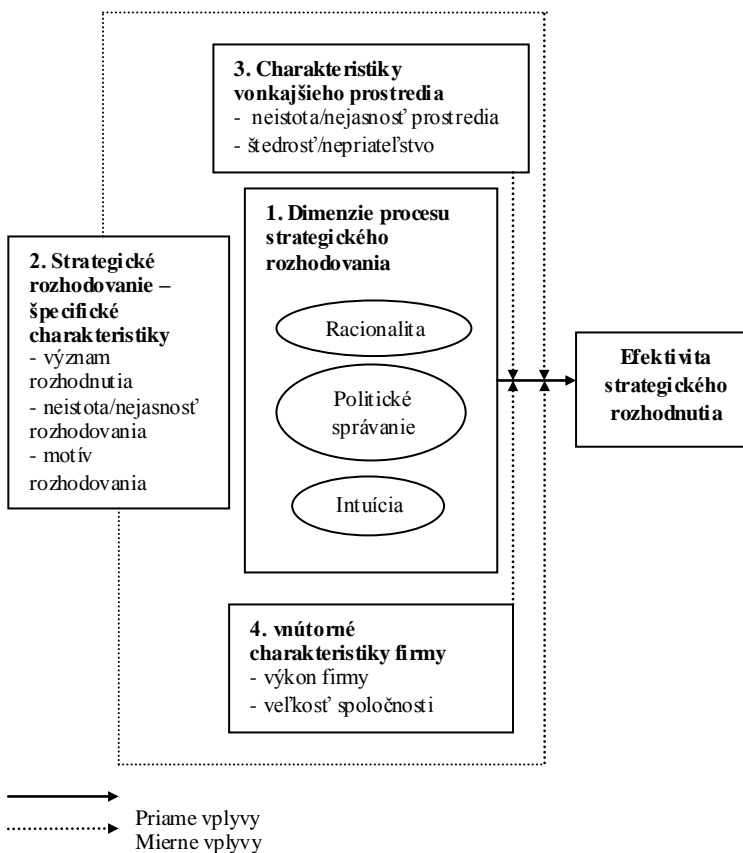 3. Charakteristiky
vonkajšieho prostredia
- neistota/nejasnosť prostredia
- štedrosť/nepriateľstvo
1. Dimenzie procesu
strategického
rozhodovania
Racionalita
Politické
správanie
Intuícia
2. Strategické
rozhodovanie –
špecifické
charakteristiky
- význam
rozhodnutia
- neistota/nejasnosť
rozhodovania
- motív
rozhodovania
Efektivita
strategického
rozhodnutia
4. vnútorné
charakteristiky firmy
- výkon firmy
- veľkosť spoločnosti
Priame vplyvy
Mierne vplyvy